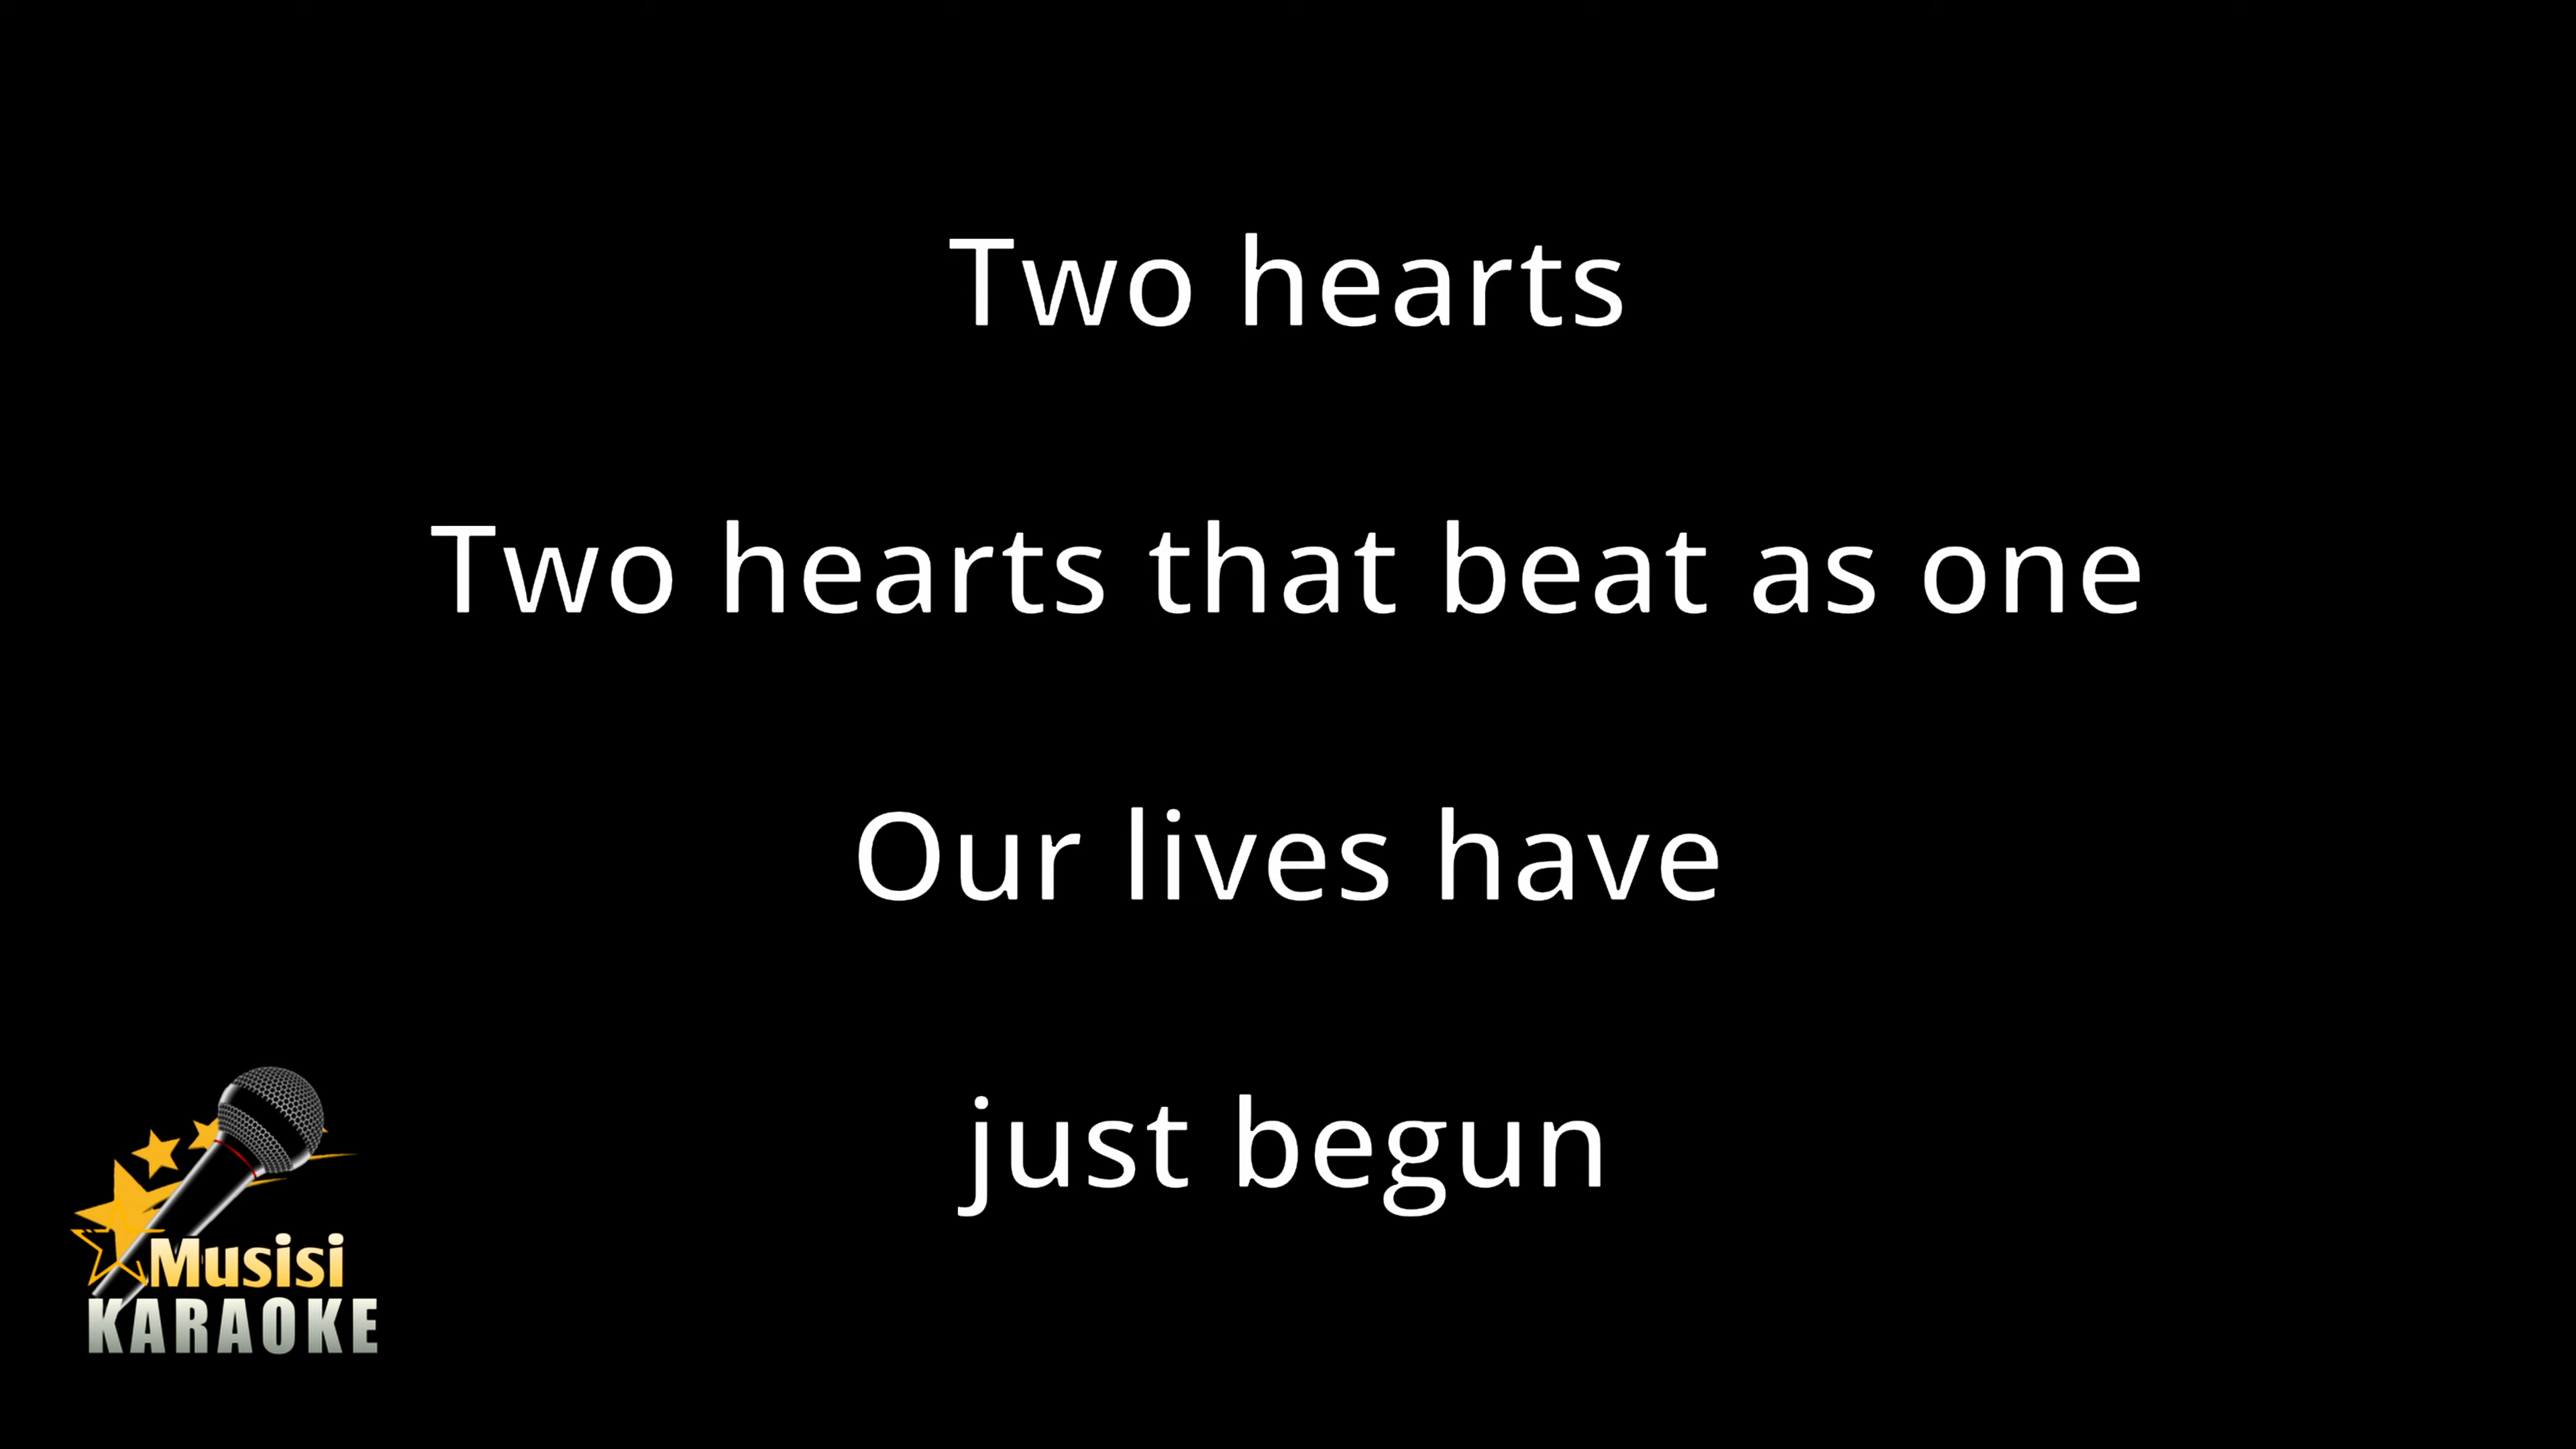 Two hearts
Two hearts that beat as one
Our lives have
just begun
Musisi
KARAOKE